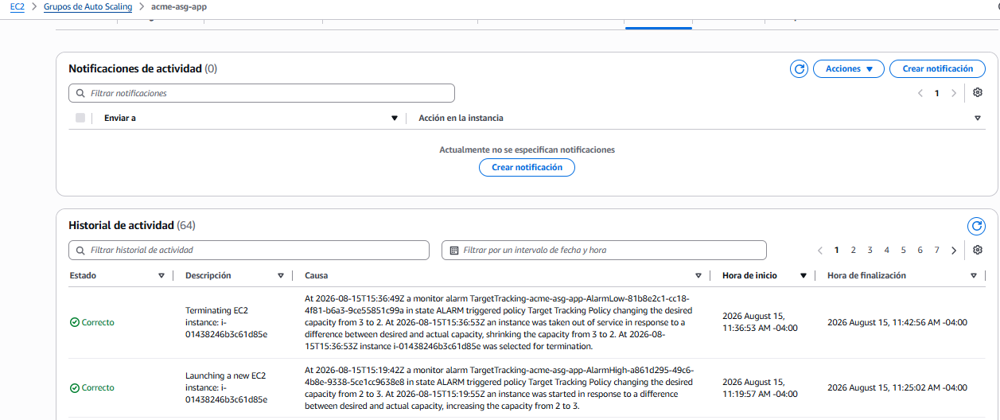 EC2 > Grupos de Auto Scaling > acme-asg-app
Notificaciones de actividad (0)
Acciones
Crear notificación
Filtrar notificaciones
1
Enviar a
Acción en la instancia
Actualmente no se especifican notificaciones
Crear notificación
Historial de actividad (64)
Filtrar historial de actividad
Filtrar por un intervalo de fecha y hora
1 2 3 4 5 6 7
Estado
Descripción
Causa
Hora de inicio
Hora de finalización
Correcto
Terminating EC2
instance: i-
01438246b3c61d85e
At 2026-08-15T15:36:49Z a monitor alarm TargetTracking-acme-asg-app-AlarmLow-81b8e2c1-cc18-
4f81-b6a3-9ce55851c99a in state ALARM triggered policy Target Tracking Policy changing the desired
capacity from 3 to 2. At 2026-08-15T15:36:53Z an instance was taken out of service in response to a
difference between desired and actual capacity, shrinking the capacity from 3 to 2. At 2026-08-
15T15:36:53Z instance i-01438246b3c61d85e was selected for termination.
2026 August 15,
11:36:53 AM -04:00
2026 August 15, 11:42:56 AM -04:00
Correcto
Launching a new EC2
instance: i-
01438246b3c61d85e
At 2026-08-15T15:19:42Z a monitor alarm TargetTracking-acme-asg-app-AlarmHigh-a861d295-49c6-
4b8e-9338-5ce1cc9638e8 in state ALARM triggered policy Target Tracking Policy changing the desired
capacity from 2 to 3. At 2026-08-15T15:19:55Z an instance was started in response to a difference
between desired and actual capacity, increasing the capacity from 2 to 3.
2026 August 15,
11:19:57 AM -04:00
2026 August 15, 11:25:02 AM -04:00